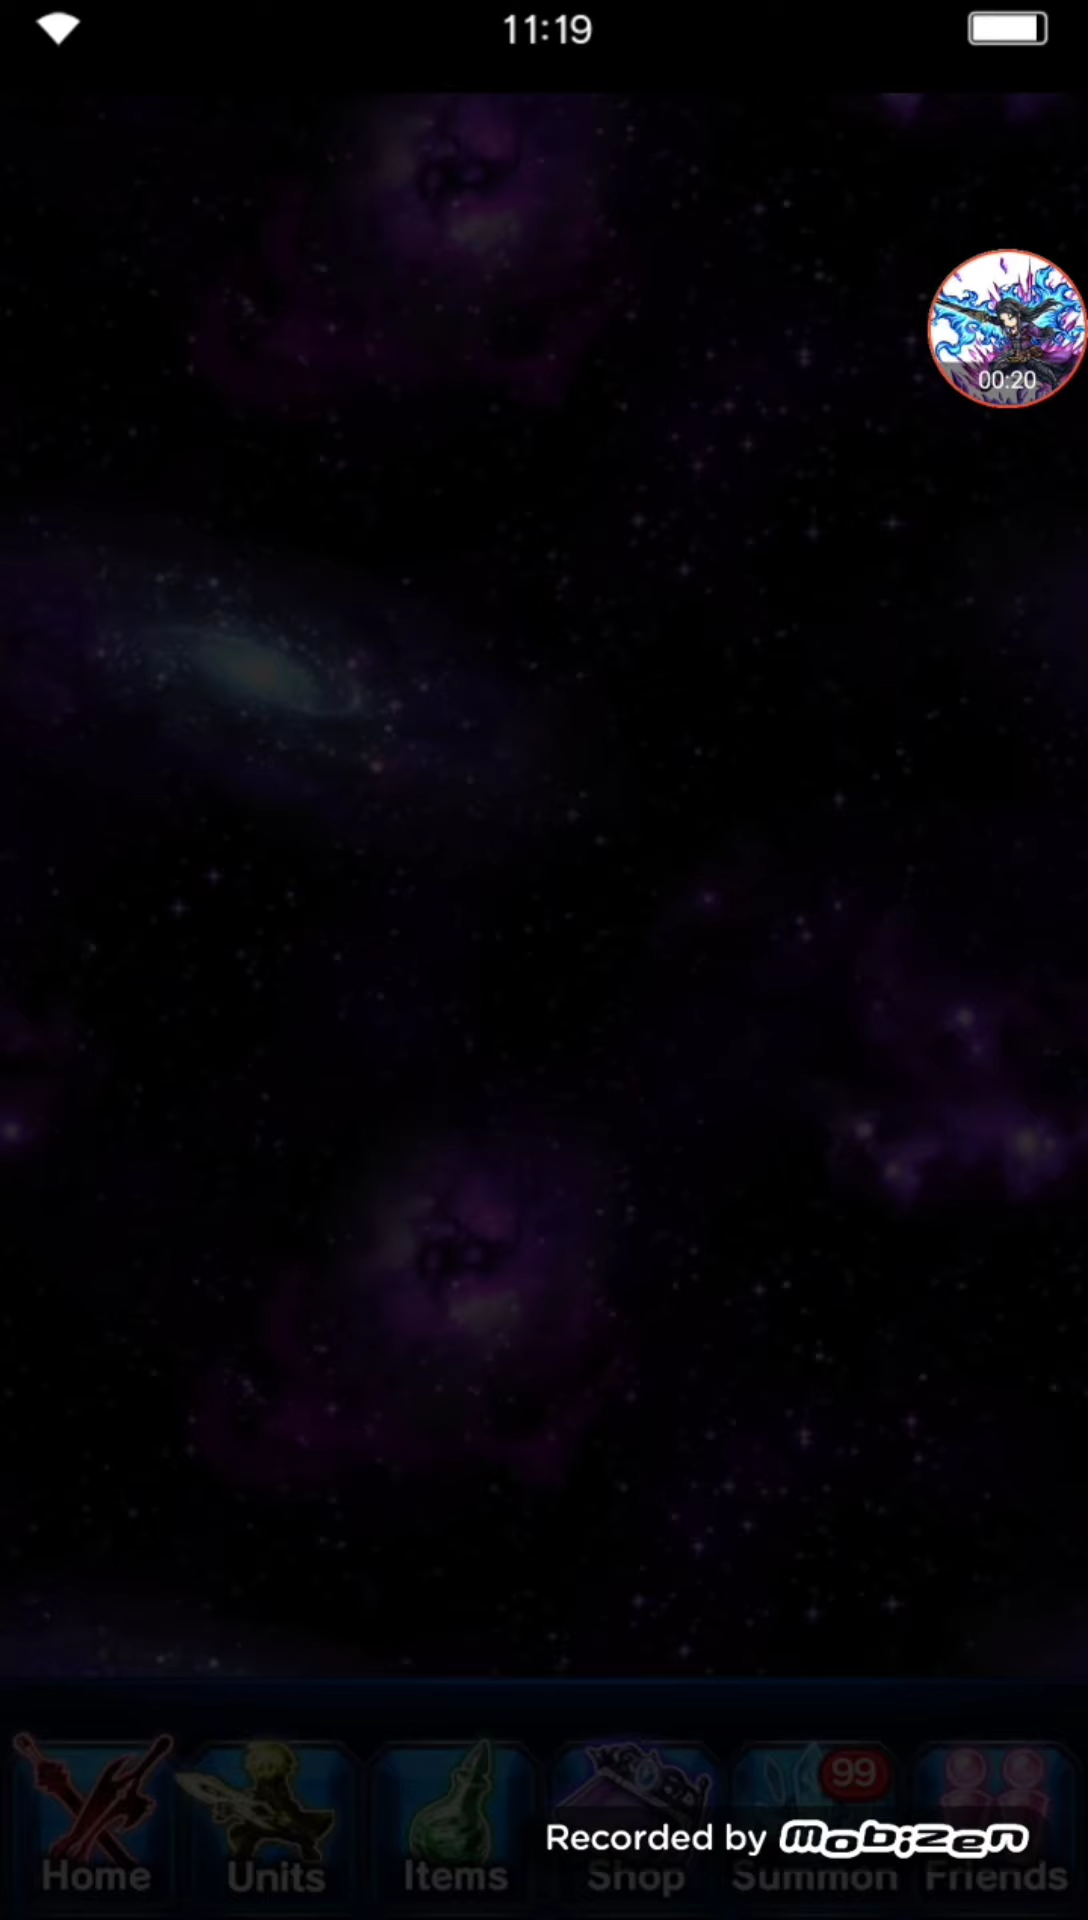 11:19
00:20
99
Recorded by mobizen
Home
Units
Items
Shop
Summon
Friends